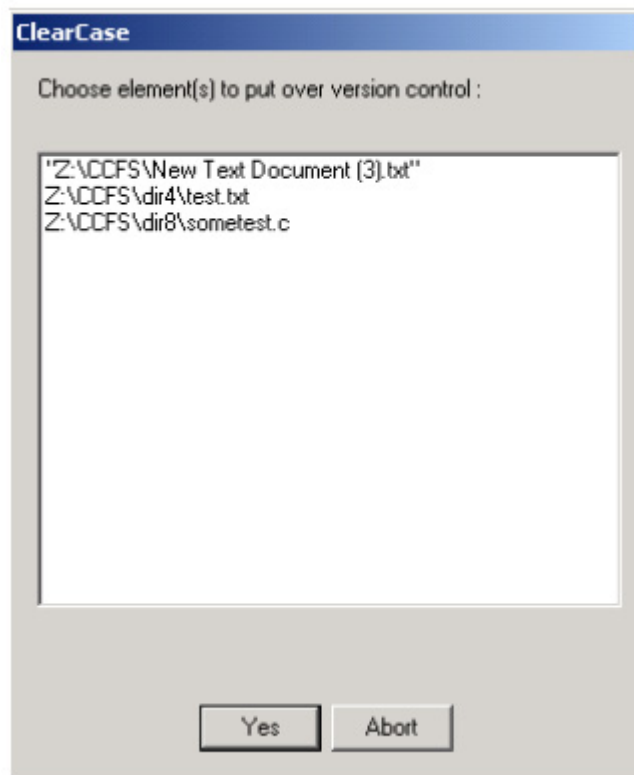 ClearCase
Choose element(s) to put over version control :
"Z:\CCFS\New Text Document (3).txt"
Z:\CCFS\dir4\test.txt
Z:\CCFS\dir8\sometest.c
Yes
Abort